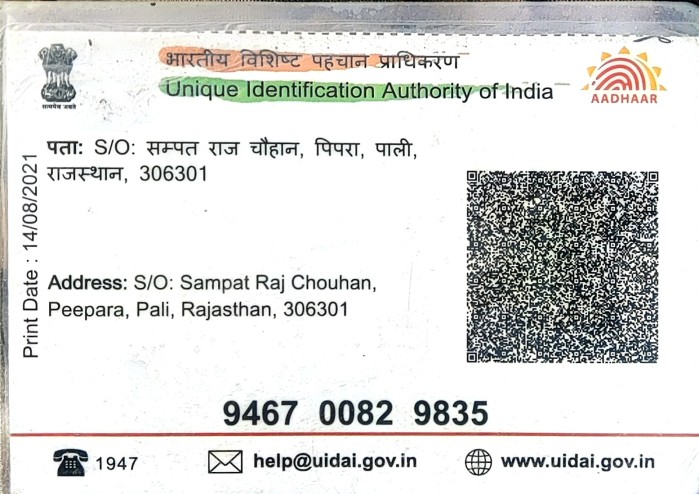 भारतीय विशिष्ट पहचान प्राधिकरण
Unique Identification Authority of India
सत्यमेव जयते
AADHAAR
पता: S/O: सम्पत राज चौहान, पिपरा, पाली,
राजस्थान, 306301
Print Date : 14/08/2021
Address: S/O: Sampat Raj Chouhan,
Peepara, Pali, Rajasthan, 306301
9467 0082 9835
1947
help@uidai.gov.in
www.uidai.gov.in